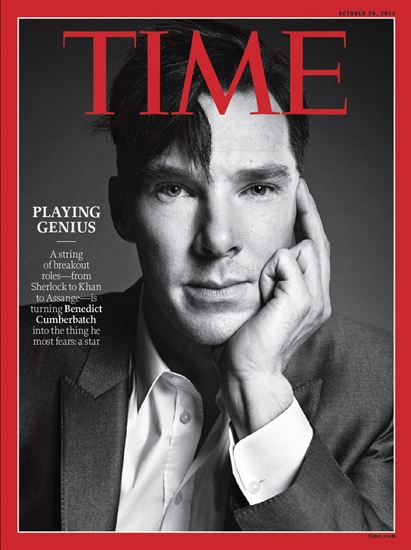 OCTOBER 28, 2013
TIME
PLAYING
GENIUS
A string
of breakout
roles—from
Sherlock to Khan
to Assange—is
turning Benedict
Cumberbatch
into the thing he
most fears: a star
time.com